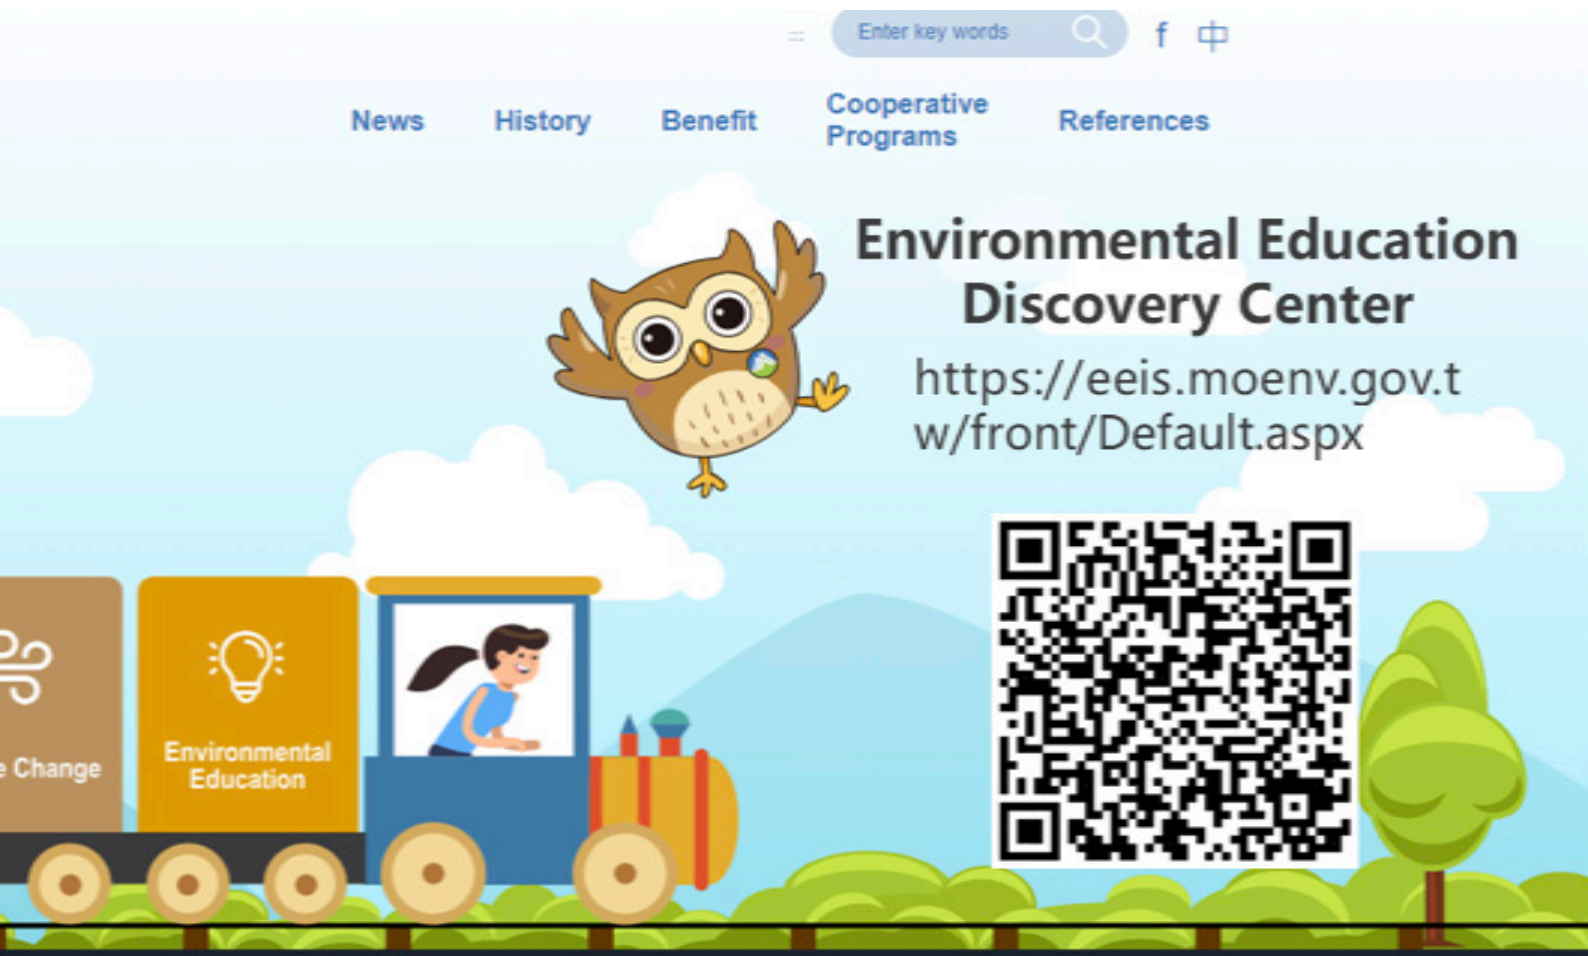 Enter key words
f 中
News
History
Benefit
Cooperative
Programs
References
Environmental Education
Discovery Center
https://eeis.moenv.gov.t
w/front/Default.aspx
e Change
Environmental
Education